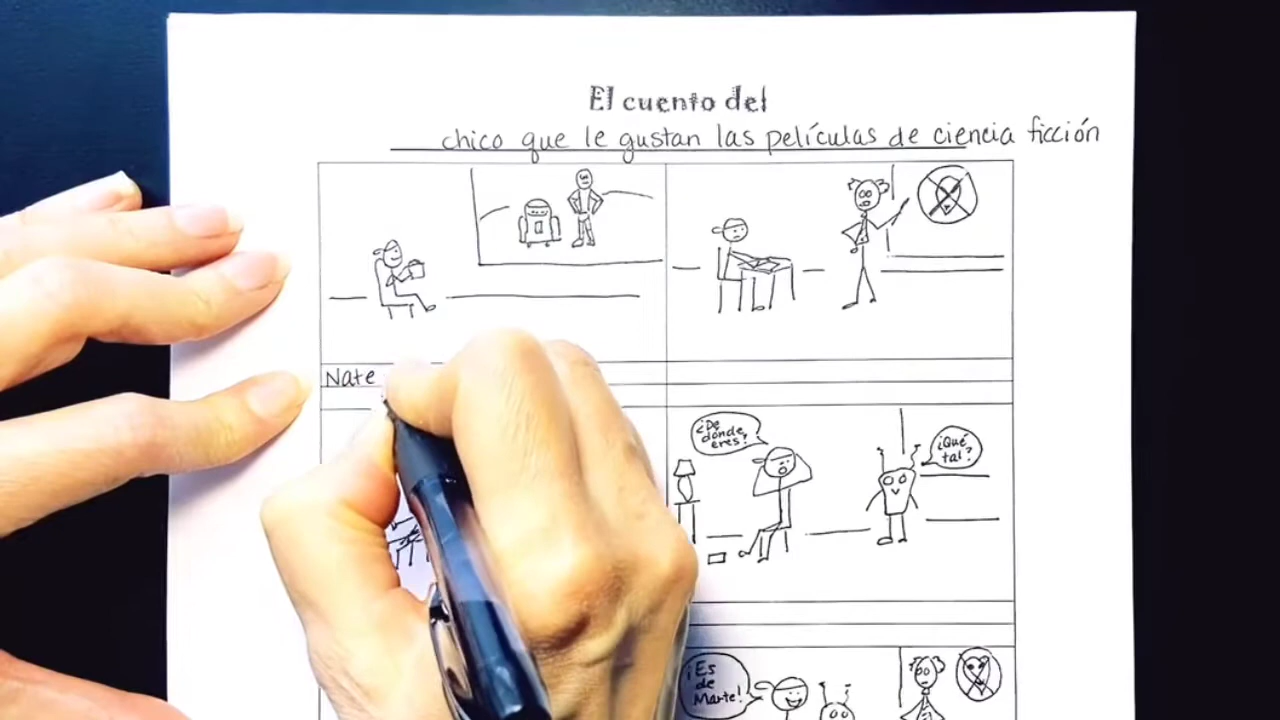 El cuento del
chico que le gustan las películas de ciencia ficción
Nate
¿De
dónde
eres?
¿Qué
tal?
¡Es
de
Marte!